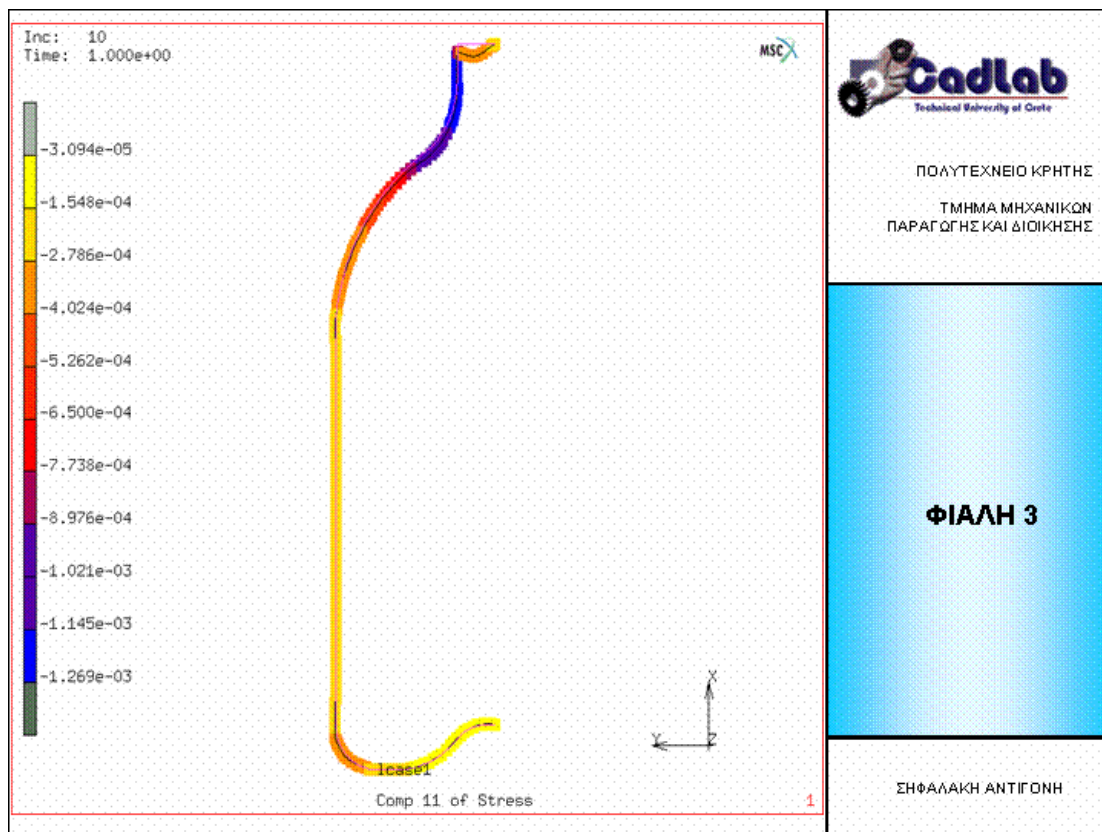 Inc: 10
Time: 1.000e+00
MSC
-3.094e-05
-1.548e-04
-2.786e-04
-4.024e-04
-5.262e-04
-6.500e-04
-7.738e-04
-8.976e-04
-1.021e-03
-1.145e-03
-1.269e-03
X
Y
Z
lcase1
Comp 11 of Stress
1
CadLab
Technical University of Crete
ΠΟΛΥΤΕΧΝΕΙΟ ΚΡΗΤΗΣ
ΤΜΗΜΑ ΜΗΧΑΝΙΚΩΝ
ΠΑΡΑΓΩΓΗΣ ΚΑΙ ΔΙΟΙΚΗΣΗΣ
ΦΙΑΛΗ 3
ΣΗΦΑΛΑΚΗ ΑΝΤΙΓΟΝΗ